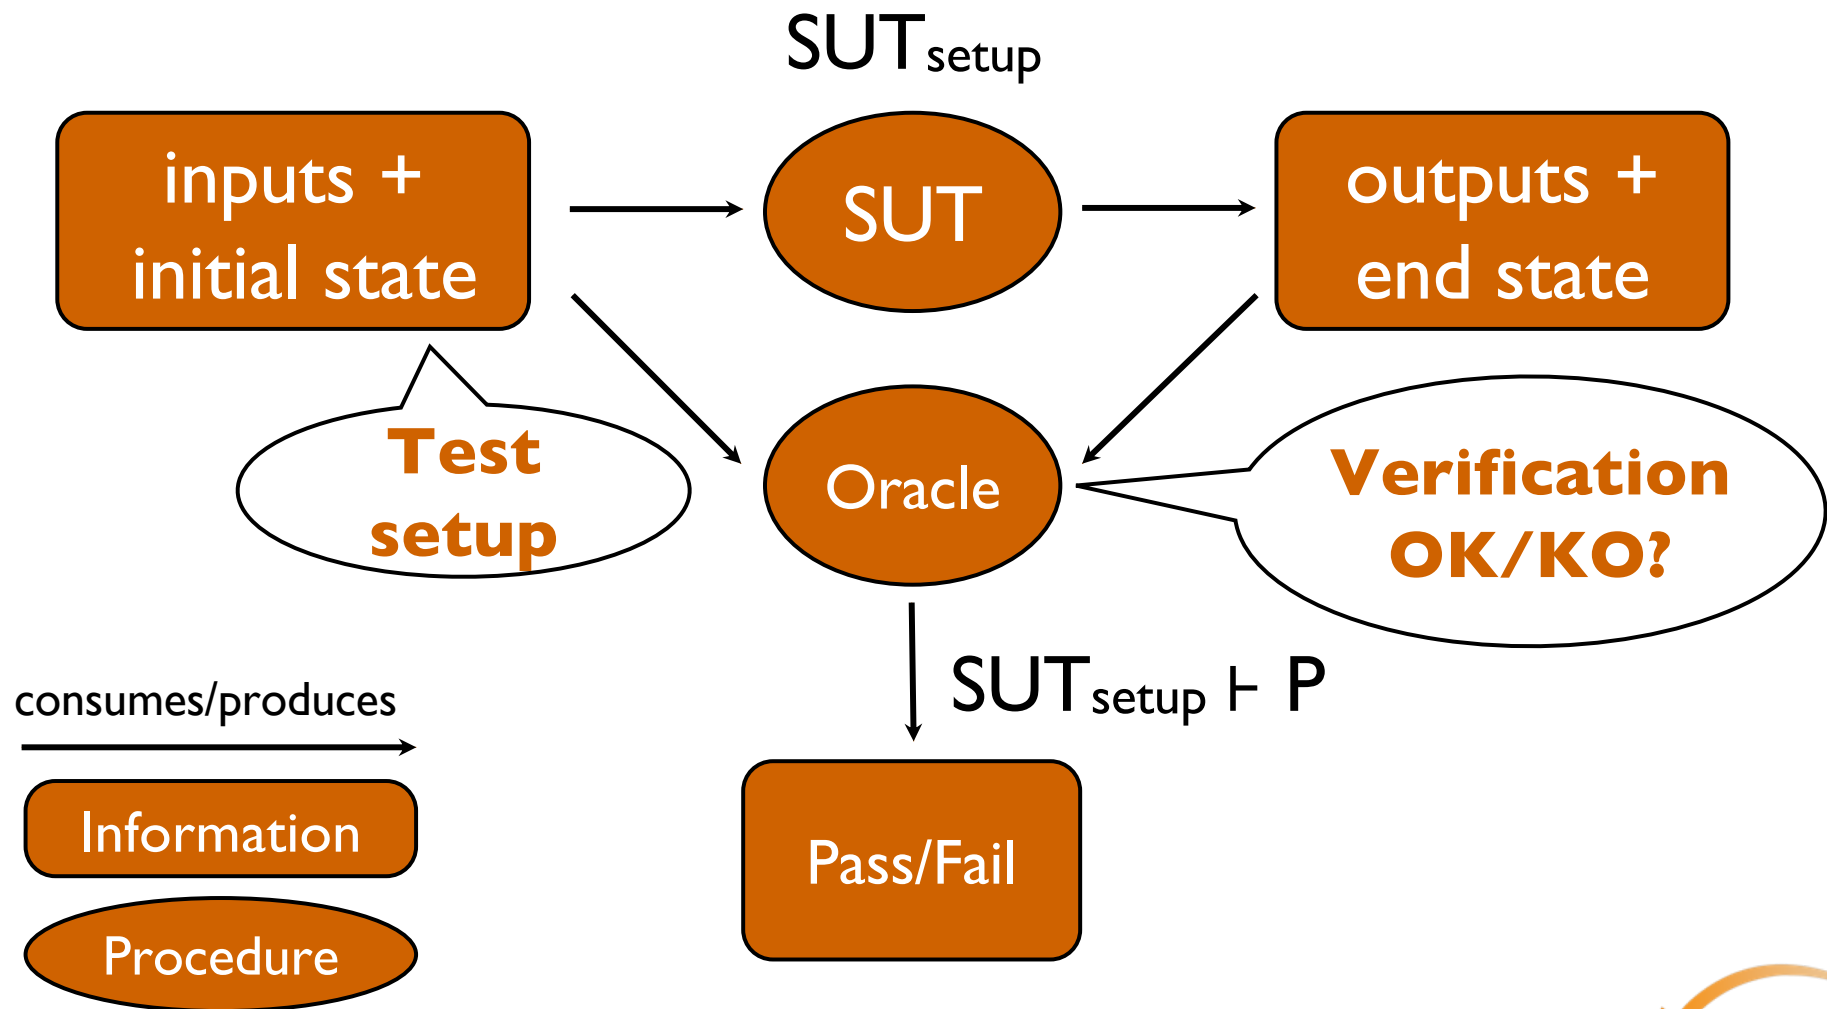 SUTsetup
inputs +
initial state
SUT
outputs +
end state
Test
setup
Oracle
Verification
OK/KO?
SUTsetup ⊦ P
consumes/produces
Information
Procedure
Pass/Fail